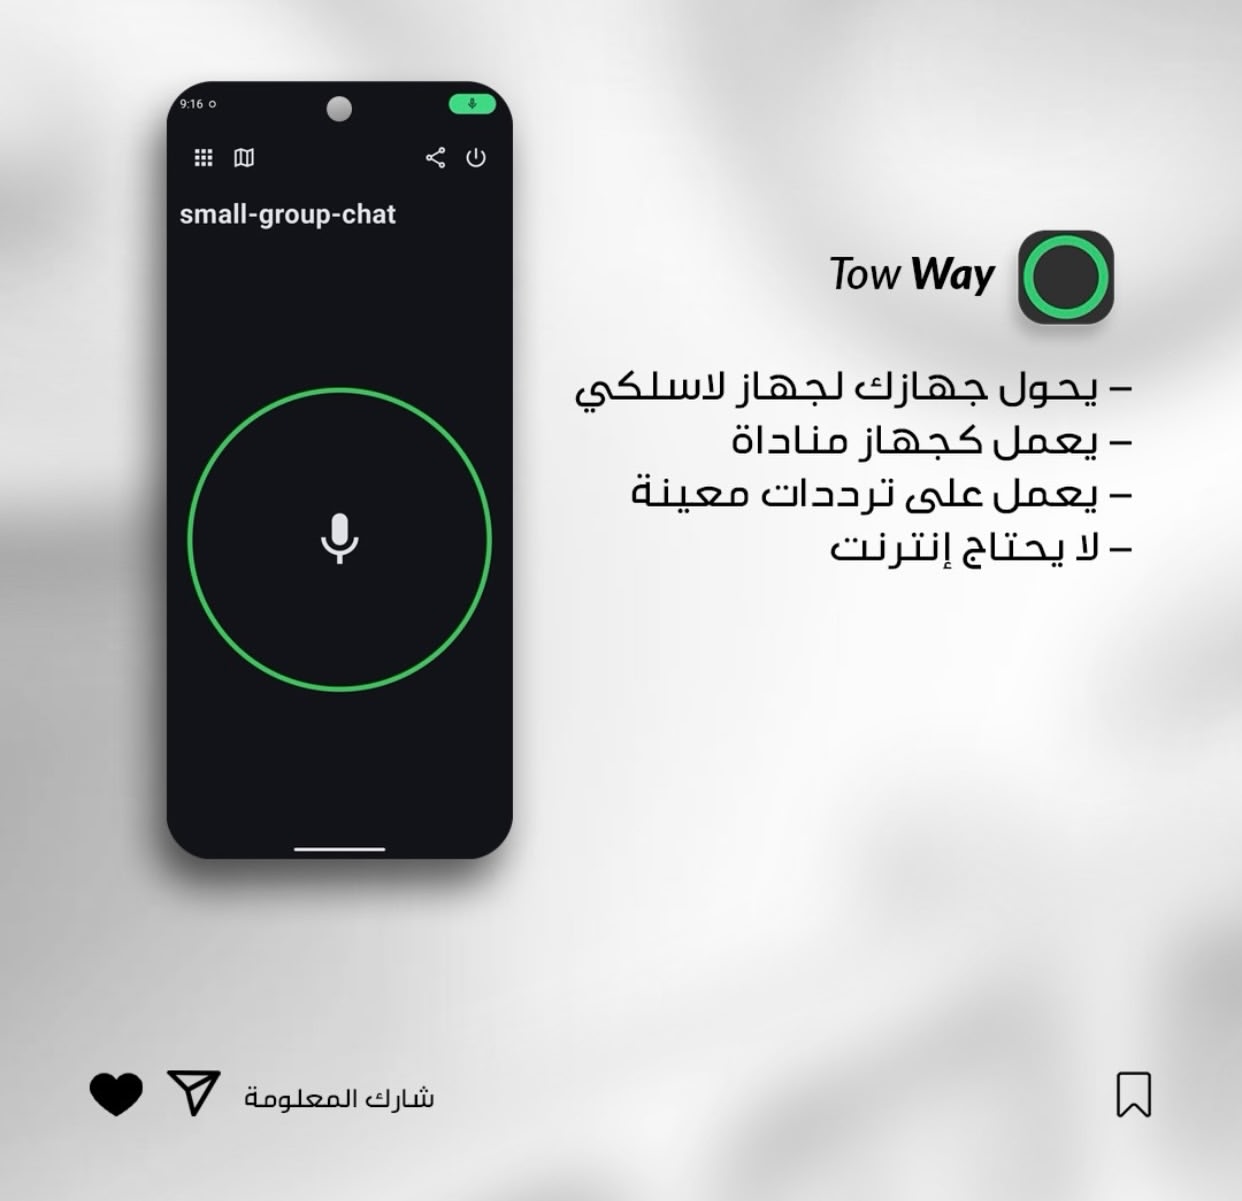 9:16
small-group-chat
Tow Way
– يحول جهازك لجهاز لاسلكي
– يعمل كجهاز مناداة
– يعمل على ترددات معينة
– لا يحتاج إنترنت
شارك المعلومة